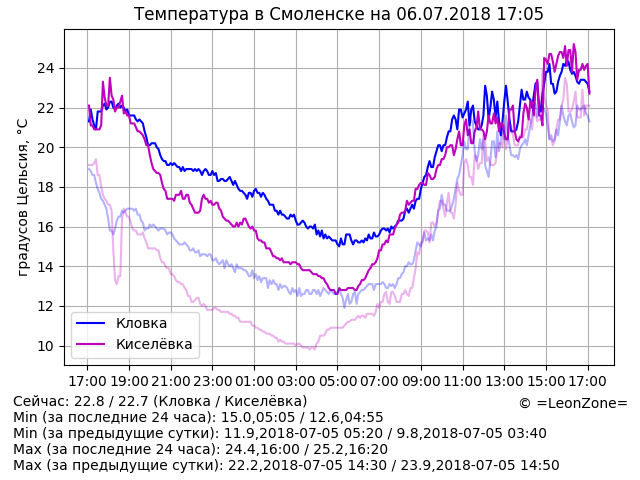 Температура в Смоленске на 06.07.2018 17:05
градусов Цельсия, °C
24
22
20
18
16
14
12
10
Кловка
Киселёвка
17:00 19:00 21:00 23:00 01:00 03:00 05:00 07:00 09:00 11:00 13:00 15:00 17:00
Сейчас: 22.8 / 22.7 (Кловка / Киселёвка)
© =LeonZone=
Min (за последние 24 часа): 15.0,05:05 / 12.6,04:55
Min (за предыдущие сутки): 11.9,2018-07-05 05:20 / 9.8,2018-07-05 03:40
Max (за последние 24 часа): 24.4,16:00 / 25.2,16:20
Max (за предыдущие сутки): 22.2,2018-07-05 14:30 / 23.9,2018-07-05 14:50